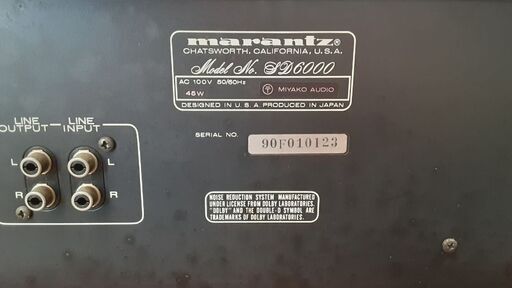 marantz®
CHATSWORTH, CALIFORNIA, U.S.A.
Model No. SD6000
AC 100V 50/60Hz
45W
MIYAKO AUDIO
DESIGNED IN U.S.A. PRODUCED IN JAPAN
LINE OUTPUT
LINE INPUT
L
L
R
R
SERIAL NO.
90F010123
NOISE REDUCTION SYSTEM MANUFACTURED
UNDER LICENSE FROM DOLBY LABORATORIES.
"DOLBY" AND THE DOUBLE-D SYMBOL ARE
TRADEMARKS OF DOLBY LABORATORIES.